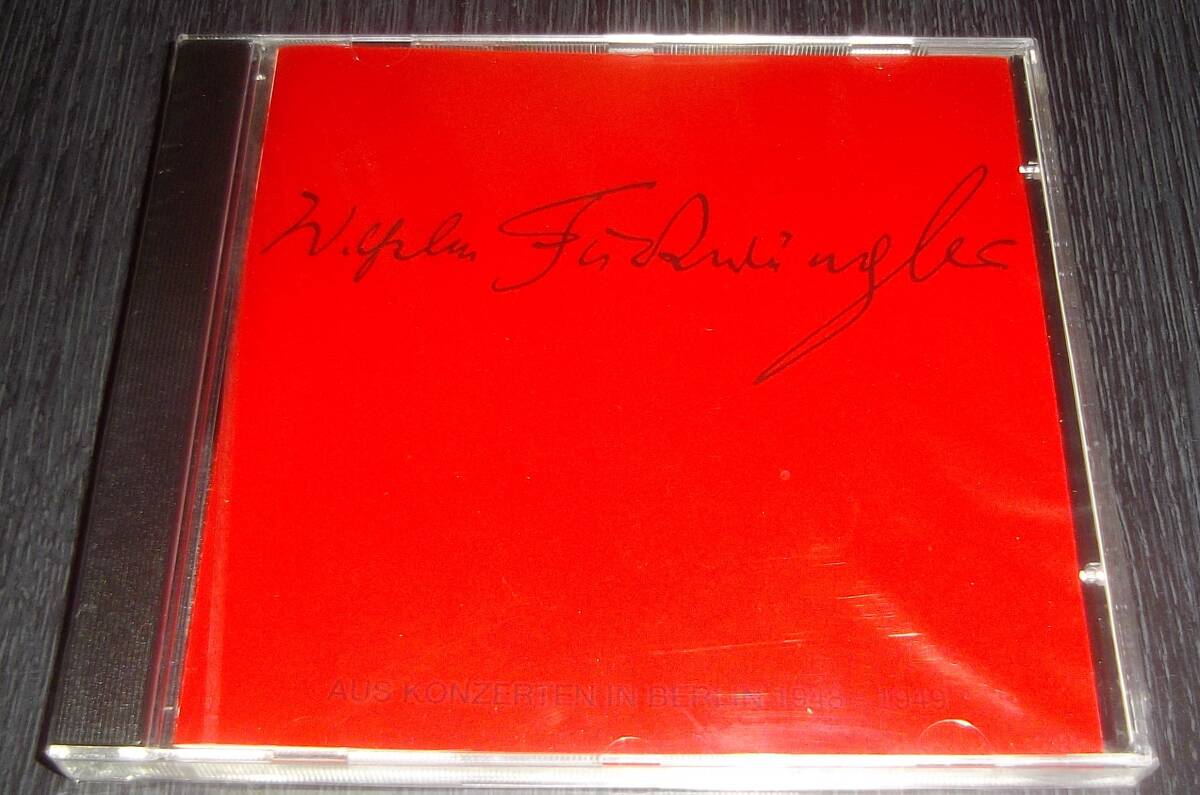 Wilhelm Furtwängler
AUS KONZERTEN IN BERLIN 1948 - 1949